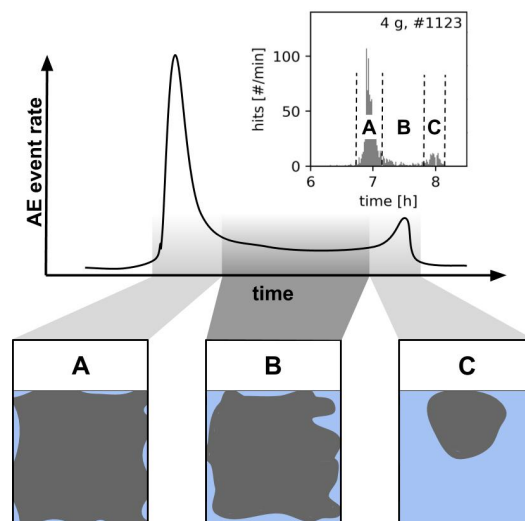 4 g, #1123
hits [#/min]
100
50
0
A B C
6 7 8
time [h]
AE event rate
time
A B C